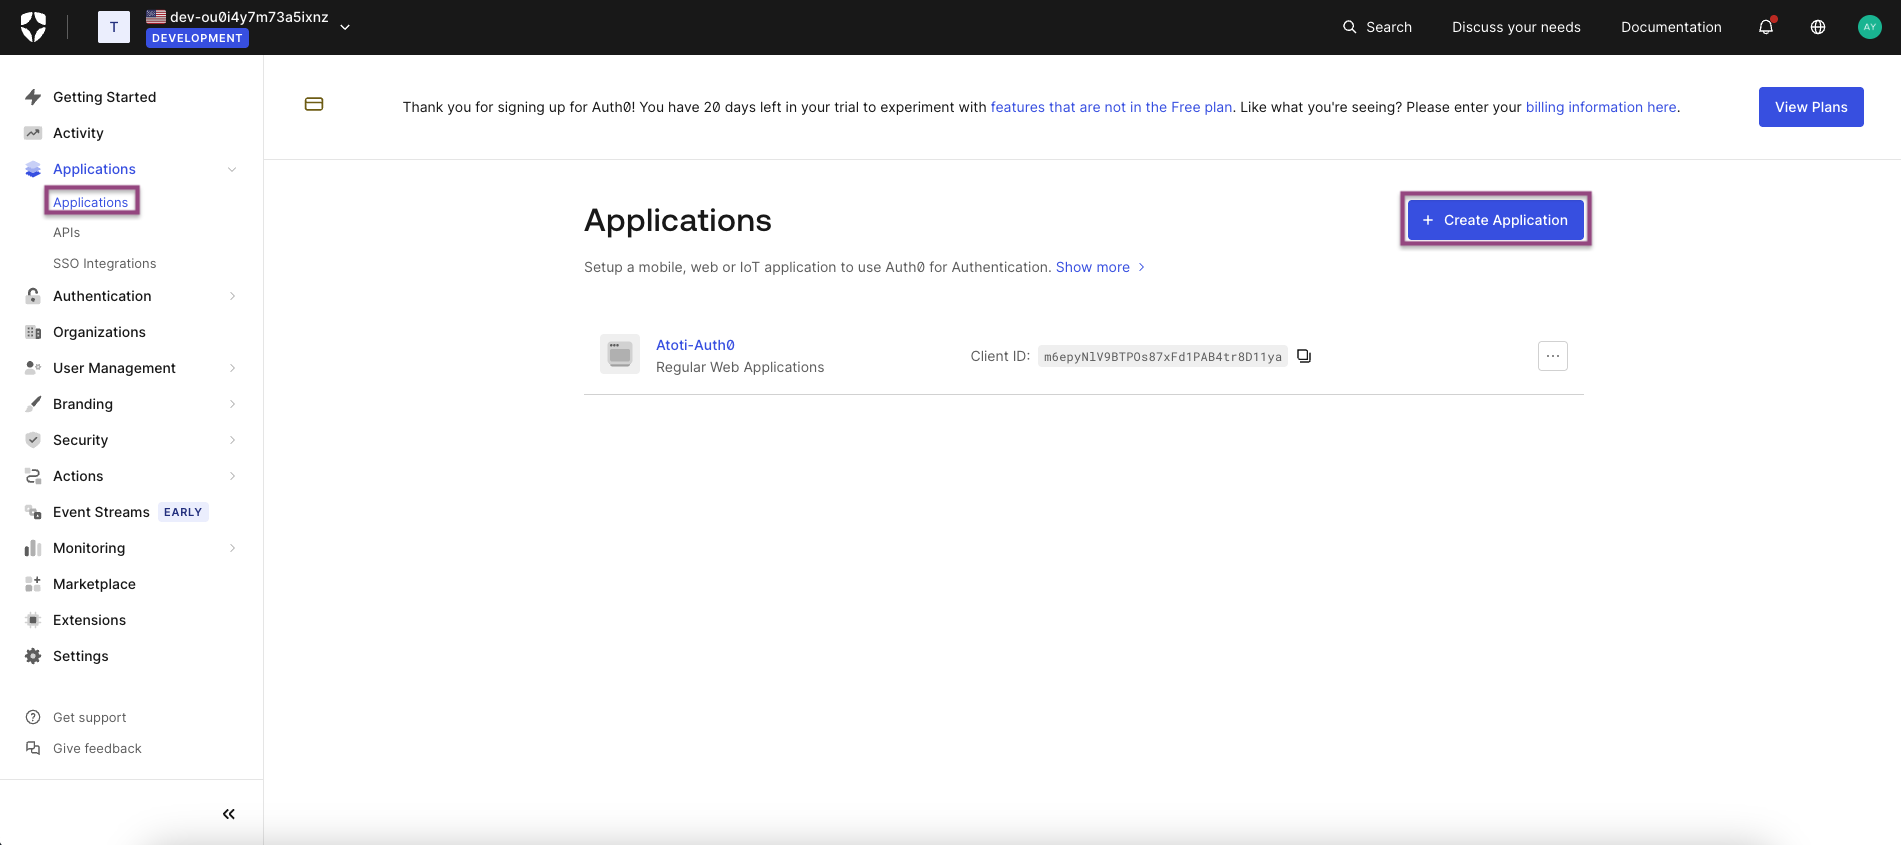 T
dev-ou0i4y7m73a5ixnz
DEVELOPMENT
Search
Discuss your needs
Documentation
AY
Getting Started
Activity
Applications
Applications
APIs
SSO Integrations
Authentication
Organizations
User Management
Branding
Security
Actions
Event Streams EARLY
Monitoring
Marketplace
Extensions
Settings
Get support
Give feedback
Thank you for signing up for Auth0! You have 20 days left in your trial to experiment with features that are not in the Free plan. Like what you're seeing? Please enter your billing information here.
View Plans
Applications
+ Create Application
Setup a mobile, web or IoT application to use Auth0 for Authentication. Show more
Atoti-Auth0
Regular Web Applications
Client ID: m6epyNlV9BTPOs87xFd1PAB4tr8D11ya